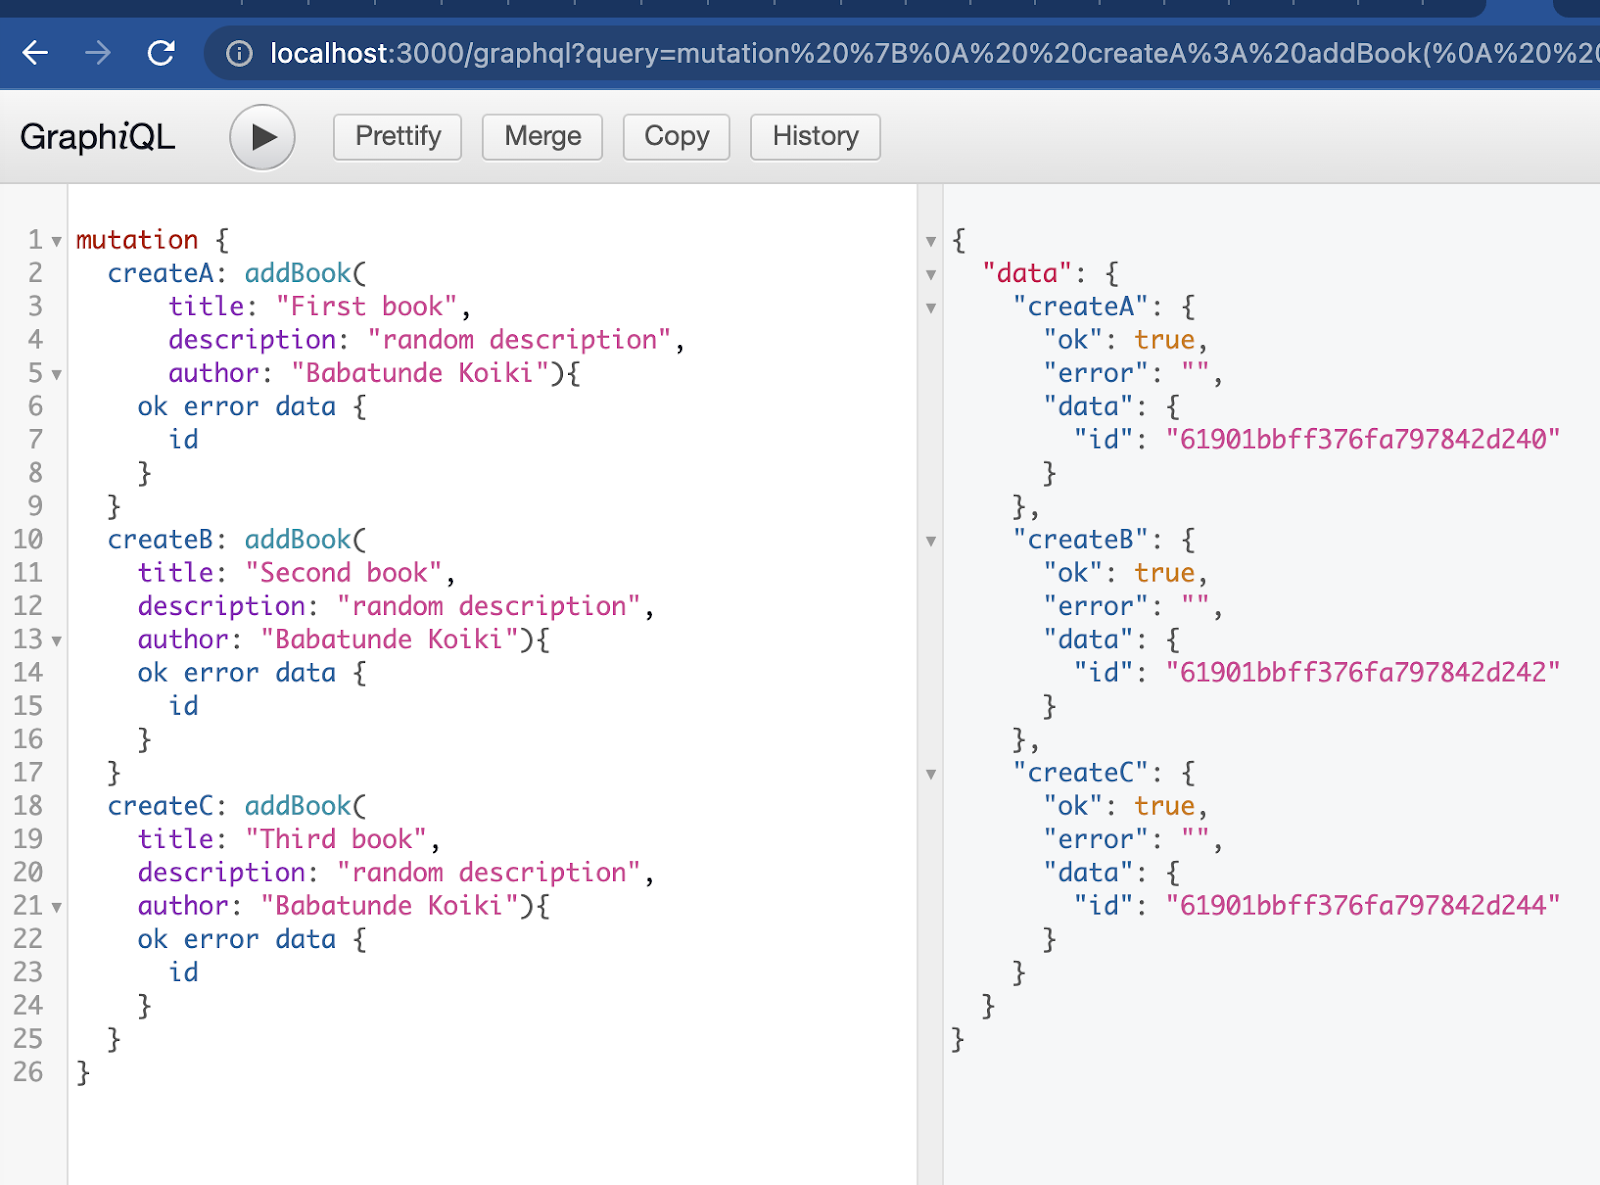 localhost:3000/graphql?query=mutation%20%7B%0A%20%20createA%3A%20addBook(%0A%20%20
GraphiQL
Prettify
Merge
Copy
History
1 mutation {
2 createA: addBook(
3 title: "First book",
4 description: "random description",
5 author: "Babatunde Koiki"){
6 ok error data {
7 id
8 }
9 }
10 createB: addBook(
11 title: "Second book",
12 description: "random description",
13 author: "Babatunde Koiki"){
14 ok error data {
15 id
16 }
17 }
18 createC: addBook(
19 title: "Third book",
20 description: "random description",
21 author: "Babatunde Koiki"){
22 ok error data {
23 id
24 }
25 }
26 }
{
"data": {
"createA": {
"ok": true,
"error": "",
"data": {
"id": "61901bbff376fa797842d240"
}
},
"createB": {
"ok": true,
"error": "",
"data": {
"id": "61901bbff376fa797842d242"
}
},
"createC": {
"ok": true,
"error": "",
"data": {
"id": "61901bbff376fa797842d244"
}
}
}
}